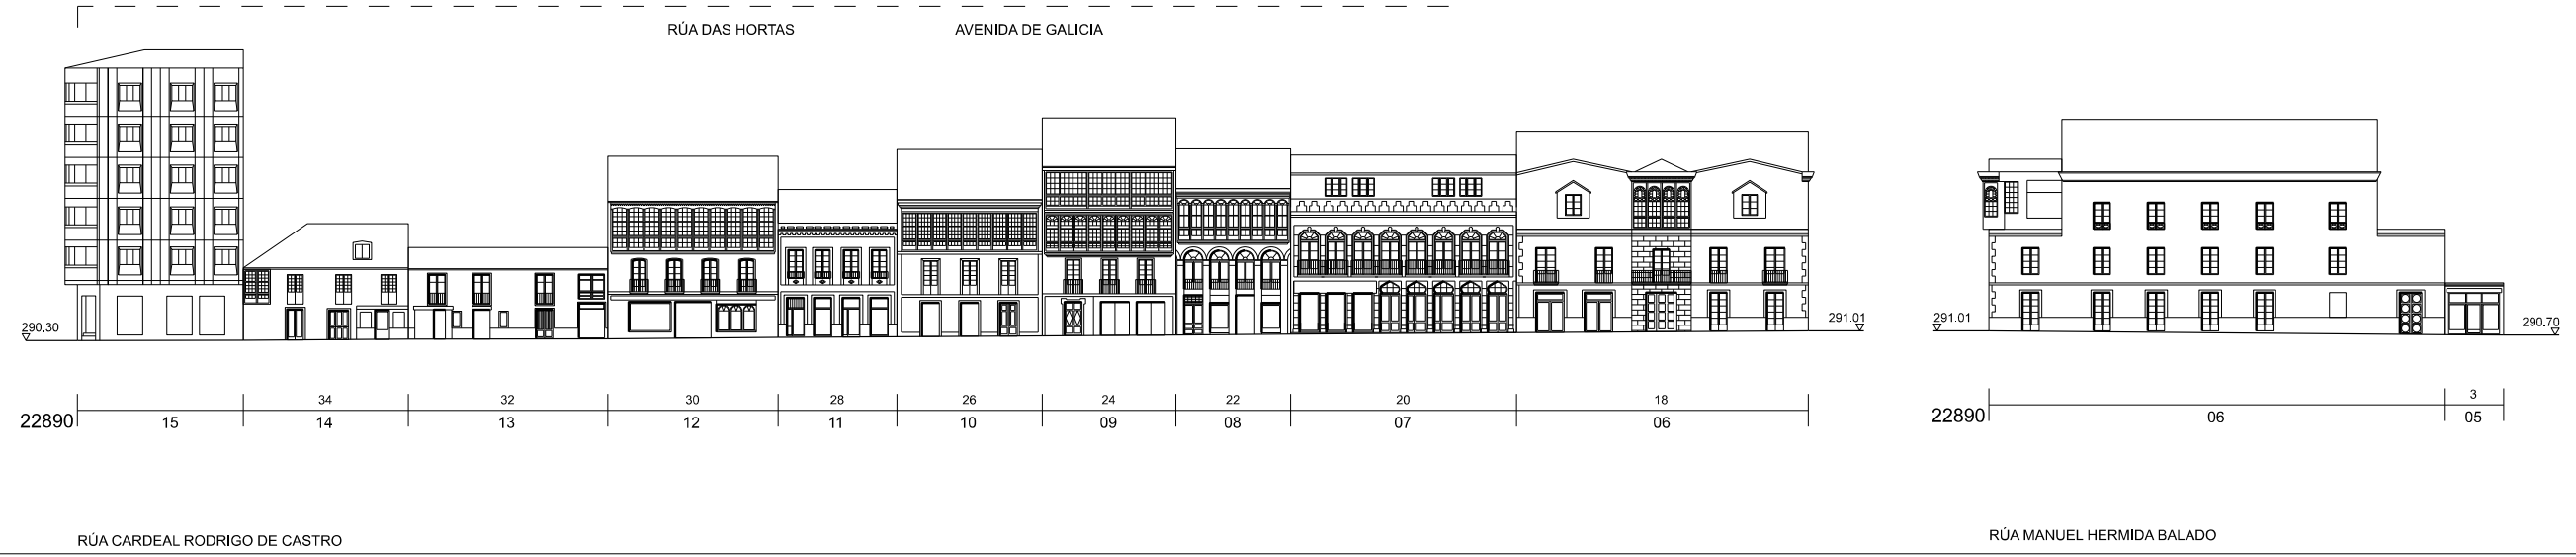 RÚA DAS HORTAS AVENIDA DE GALICIA
290.30 291.01 291.01 290.70
34 32 30 28 26 24 22 20 18 3
22890 15 14 13 12 11 10 09 08 07 06 22890 06 05
RÚA CARDEAL RODRIGO DE CASTRO RÚA MANUEL HERMIDA BALADO